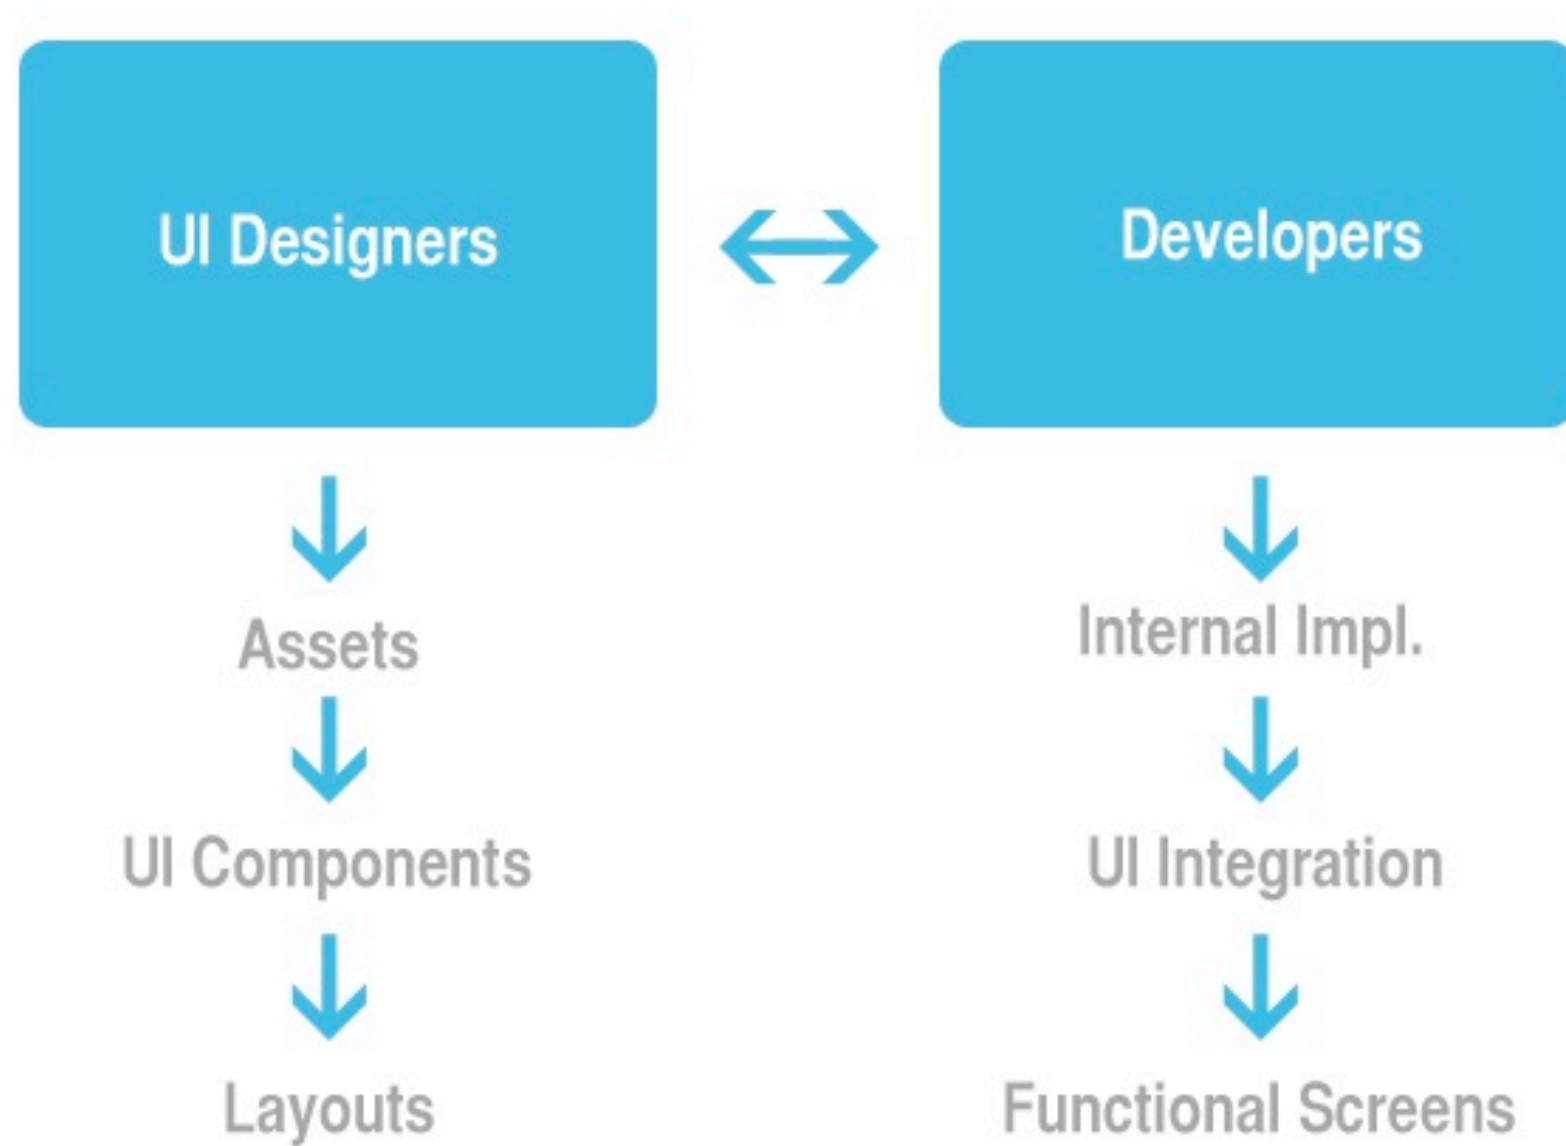 UI Designers
Developers
Assets
Internal Impl.
UI Components
UI Integration
Layouts
Functional Screens